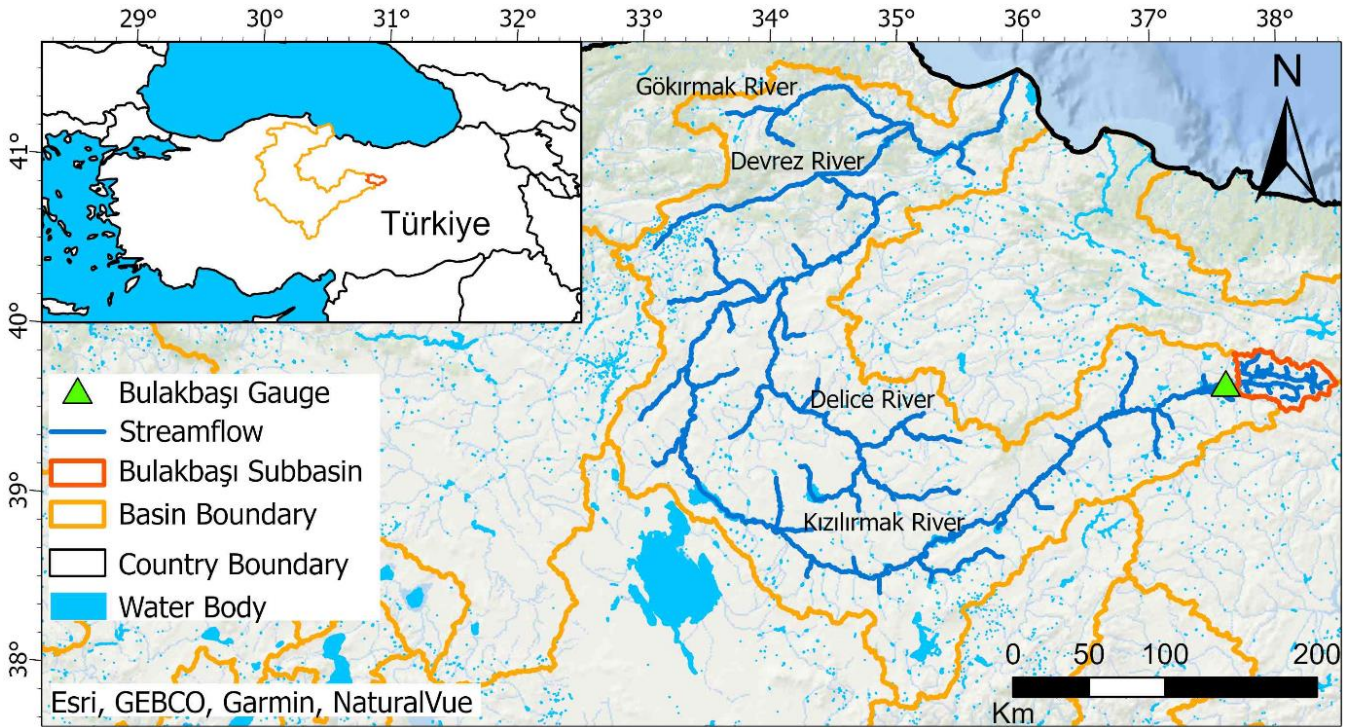 29° 30° 31° 32° 33° 34° 35° 36° 37° 38°
N
Gökırmak River
Devrez River
41°
Türkiye
40°
Bulakbaşı Gauge
Delice River
Streamflow
Bulakbaşı Subbasin
39°
Basin Boundary
Kızılırmak River
Country Boundary
Water Body
38°
0 50 100 200
Km
Esri, GEBCO, Garmin, NaturalVue